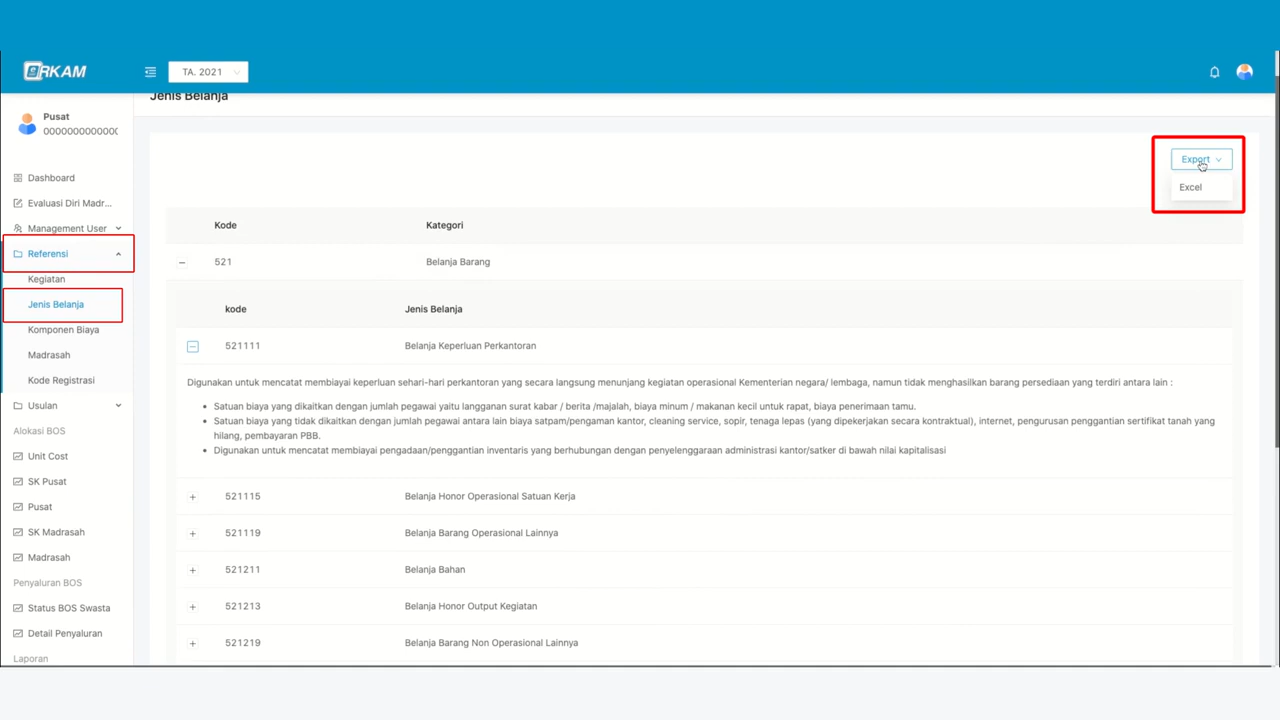 eRKAM
TA. 2021
Jenis Belanja
Pusat
Dashboard
Evaluasi Diri Madr...
Management User
Referensi
Kegiatan
Jenis Belanja
Komponen Biaya
Madrasah
Kode Registrasi
Usulan
Alokasi BOS
Unit Cost
SK Pusat
Pusat
SK Madrasah
Madrasah
Penyaluran BOS
Status BOS Swasta
Detail Penyaluran
Laporan
Export
Excel
Kode Kategori
521 Belanja Barang
kode Jenis Belanja
521111 Belanja Keperluan Perkantoran
Digunakan untuk mencatat membiayai keperluan sehari-hari perkantoran yang secara langsung menunjang kegiatan operasional Kementerian negara/ lembaga, namun tidak menghasilkan barang persediaan yang terdiri antara lain :
• Satuan biaya yang dikaitkan dengan jumlah pegawai yaitu langganan surat kabar / berita /majalah, biaya minum / makanan kecil untuk rapat, biaya penerimaan tamu.
• Satuan biaya yang tidak dikaitkan dengan jumlah pegawai antara lain biaya satpam/pengaman kantor, cleaning service, sopir, tenaga lepas (yang dipekerjakan secara kontraktual), internet, pengurusan penggantian sertifikat tanah yang
hilang, pembayaran PBB.
• Digunakan untuk mencatat membiayai pengadaan/penggantian inventaris yang berhubungan dengan penyelenggaraan administrasi kantor/satker di bawah nilai kapitalisasi
521115 Belanja Honor Operasional Satuan Kerja
521119 Belanja Barang Operasional Lainnya
521211 Belanja Bahan
521213 Belanja Honor Output Kegiatan
521219 Belanja Barang Non Operasional Lainnya